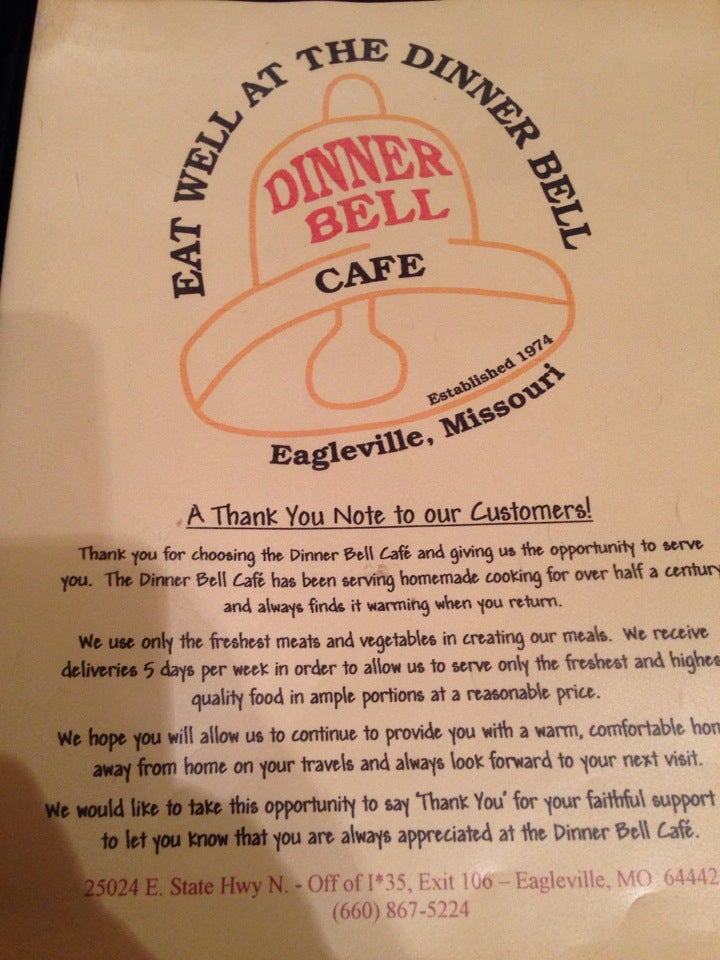 EAT WELL AT THE DINNER BELL
DINNER
BELL
CAFE
Established 1974
Eagleville, Missouri
A Thank You Note to our Customers!
Thank you for choosing the Dinner Bell Café and giving us the opportunity to serve
you. The Dinner Bell Café has been serving homemade cooking for over half a century
and always finds it warming when you return.
We use only the freshest meats and vegetables in creating our meals. We receive
deliveries 5 days per week in order to allow us to serve only the freshest and highes
quality food in ample portions at a reasonable price.
We hope you will allow us to continue to provide you with a warm, comfortable hom
away from home on your travels and always look forward to your next visit.
We would like to take this opportunity to say 'Thank You' for your faithful support
to let you know that you are always appreciated at the Dinner Bell Café.
25024 E. State Hwy N. - Off of I*35, Exit 106 – Eagleville, MO 64442
(660) 867-5224